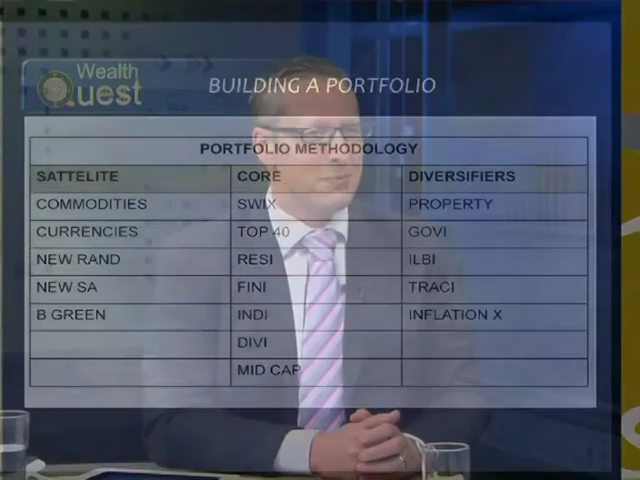 Wealth
Quest
BUILDING A PORTFOLIO
PORTFOLIO METHODOLOGY
SATTELITE CORE DIVERSIFIERS
COMMODITIES SWIX PROPERTY
CURRENCIES TOP 40 GOVI
NEW RAND RESI ILBI
NEW SA FINI TRACI
B GREEN INDI INFLATION X
DIVI
MID CAP